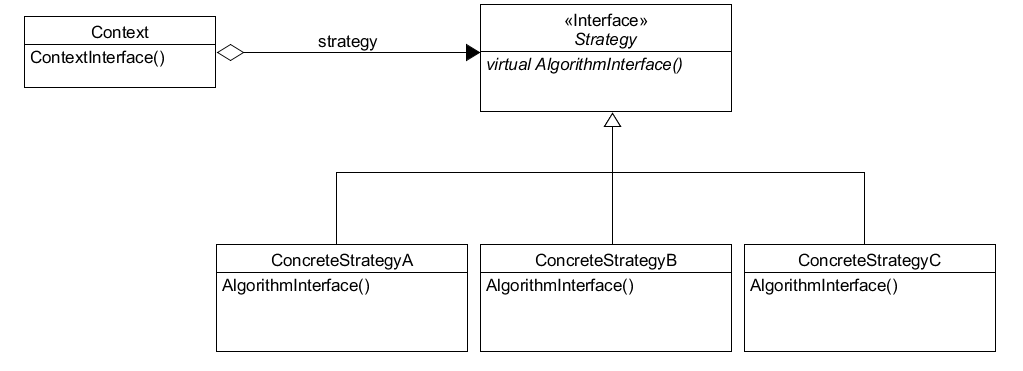 Context
ContextInterface()
strategy
«Interface»
Strategy
virtual AlgorithmInterface()
ConcreteStrategyA
AlgorithmInterface()
ConcreteStrategyB
AlgorithmInterface()
ConcreteStrategyC
AlgorithmInterface()